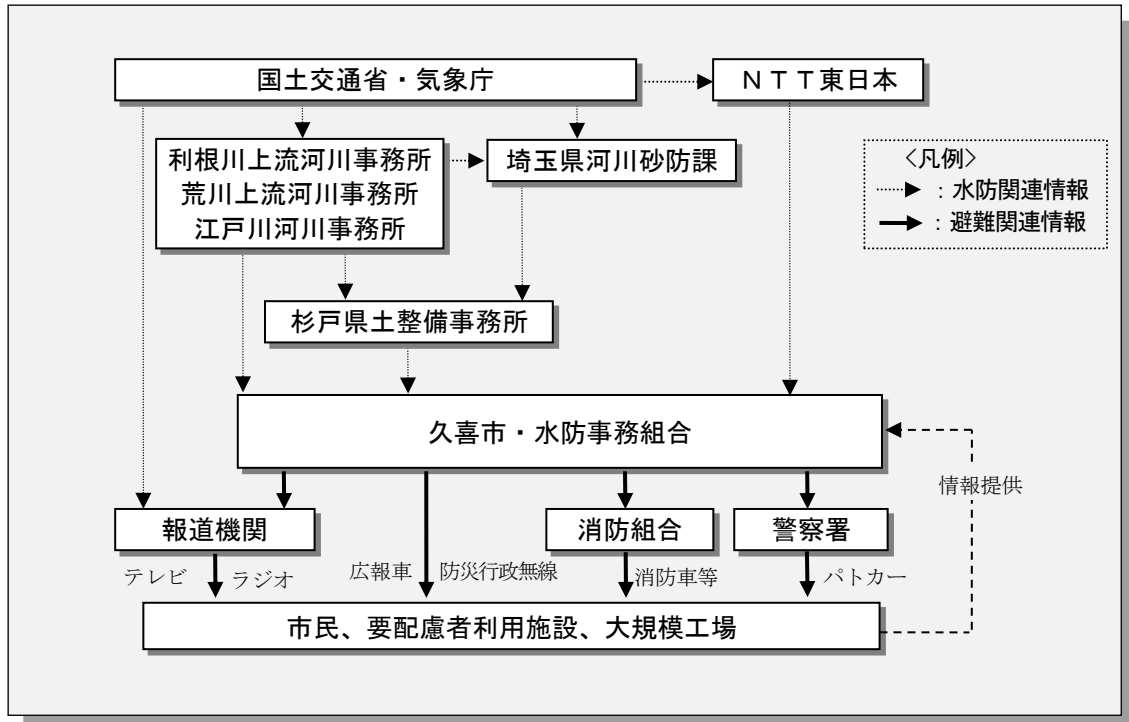 国土交通省・気象庁
ＮＴＴ東日本
利根川上流河川事務所
荒川上流河川事務所
江戸川河川事務所
埼玉県河川砂防課
〈凡例〉
：水防関連情報
：避難関連情報
杉戸県土整備事務所
久喜市・水防事務組合
情報提供
報道機関
消防組合
警察署
テレビ
ラジオ
広報車
防災行政無線
消防車等
パトカー
市民、要配慮者利用施設、大規模工場